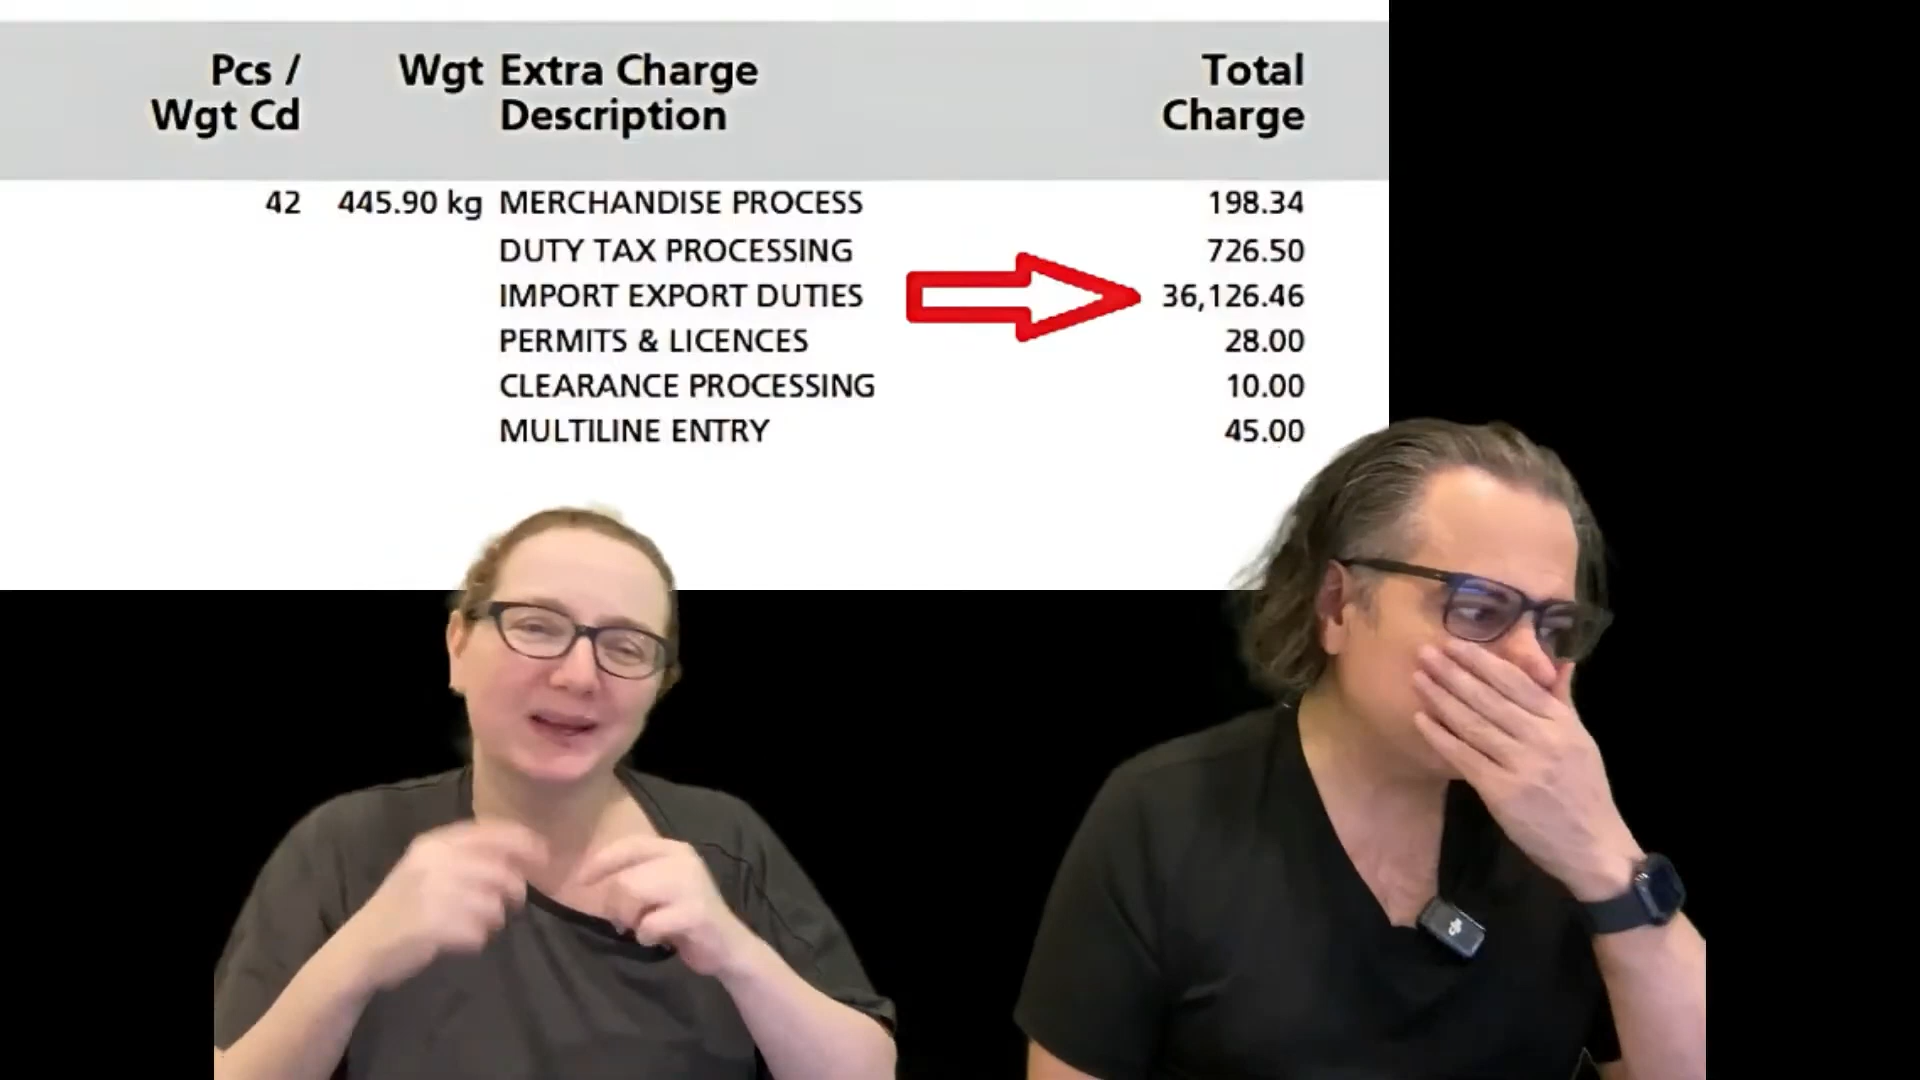 Pcs / Wgt Extra Charge Total
Wgt Cd Description Charge
42 445.90 kg MERCHANDISE PROCESS 198.34
DUTY TAX PROCESSING 726.50
IMPORT EXPORT DUTIES 36,126.46
PERMITS & LICENCES 28.00
CLEARANCE PROCESSING 10.00
MULTILINE ENTRY 45.00
dji